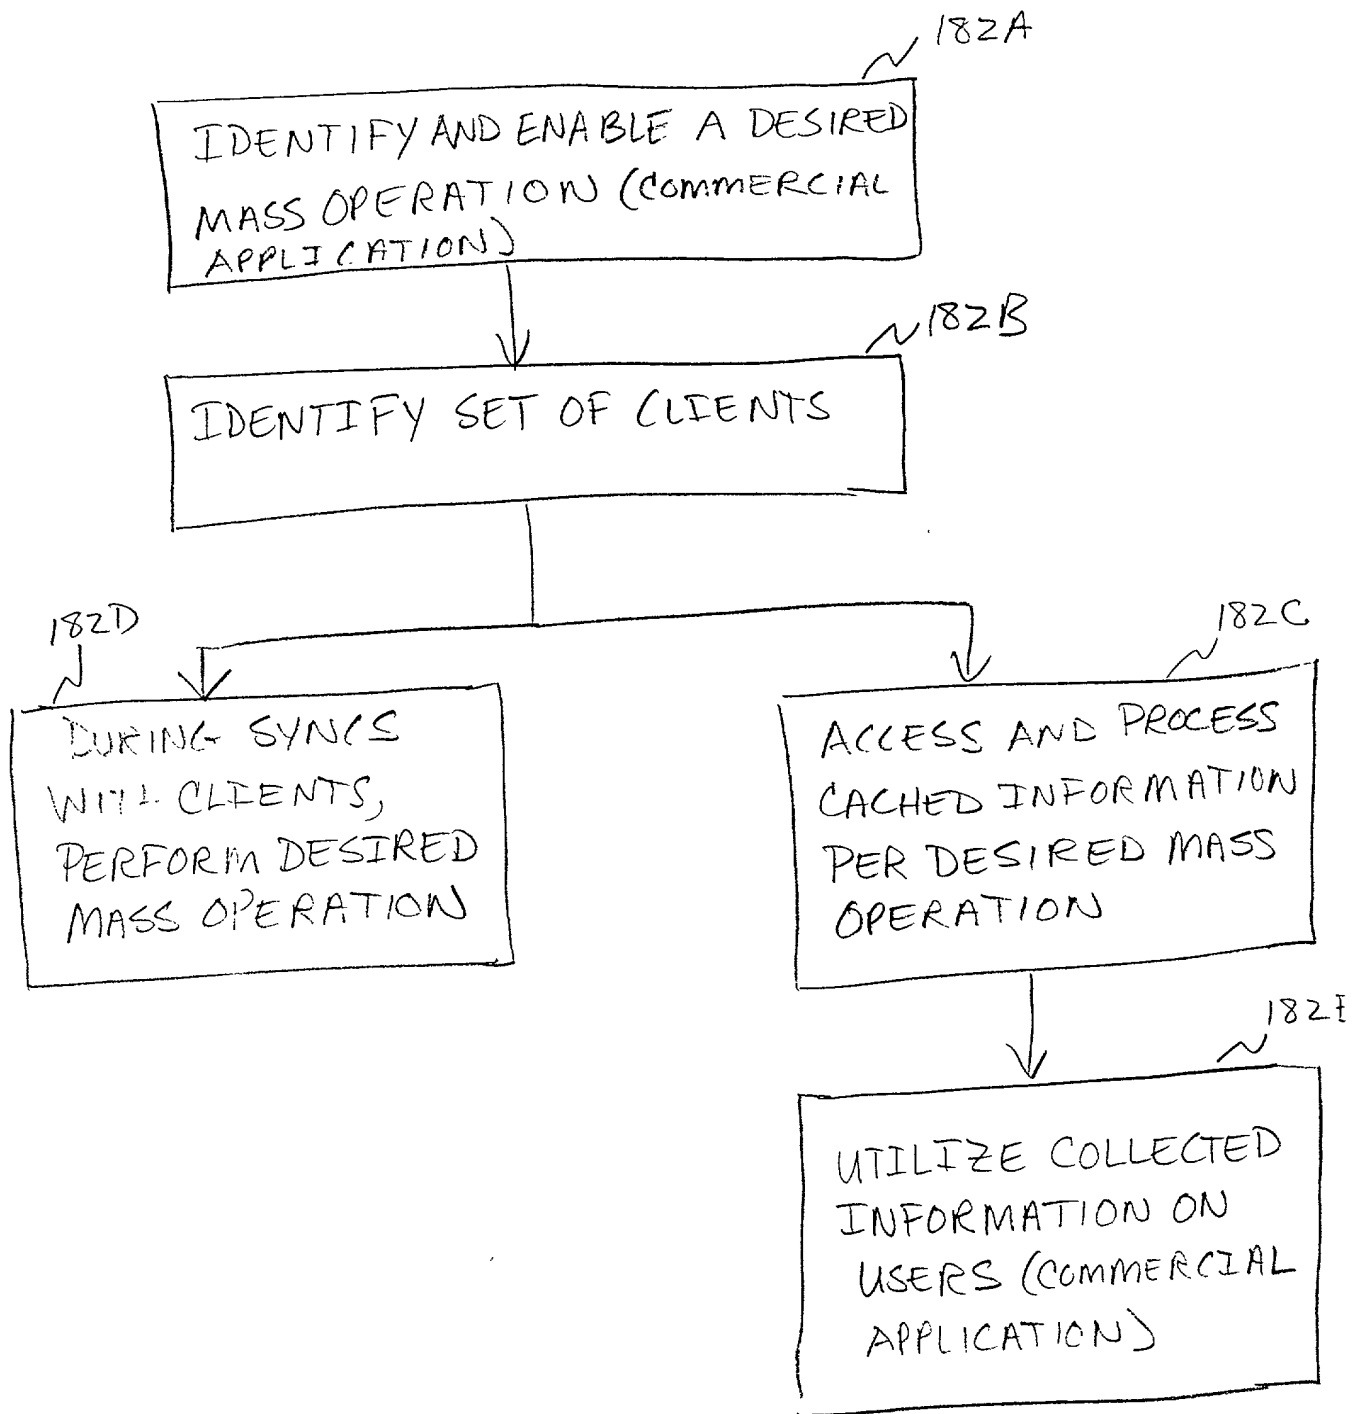 182A
IDENTIFY AND ENABLE A DESIRED
MASS OPERATION (COMMERCIAL
APPLICATION)
182B
IDENTIFY SET OF CLIENTS
182D
DURING SYNCS
WITH CLIENTS,
PERFORM DESIRED
MASS OPERATION
182C
ACCESS AND PROCESS
CACHED INFORMATION
PER DESIRED MASS
OPERATION
182E
UTILIZE COLLECTED
INFORMATION ON
USERS (COMMERCIAL
APPLICATION)